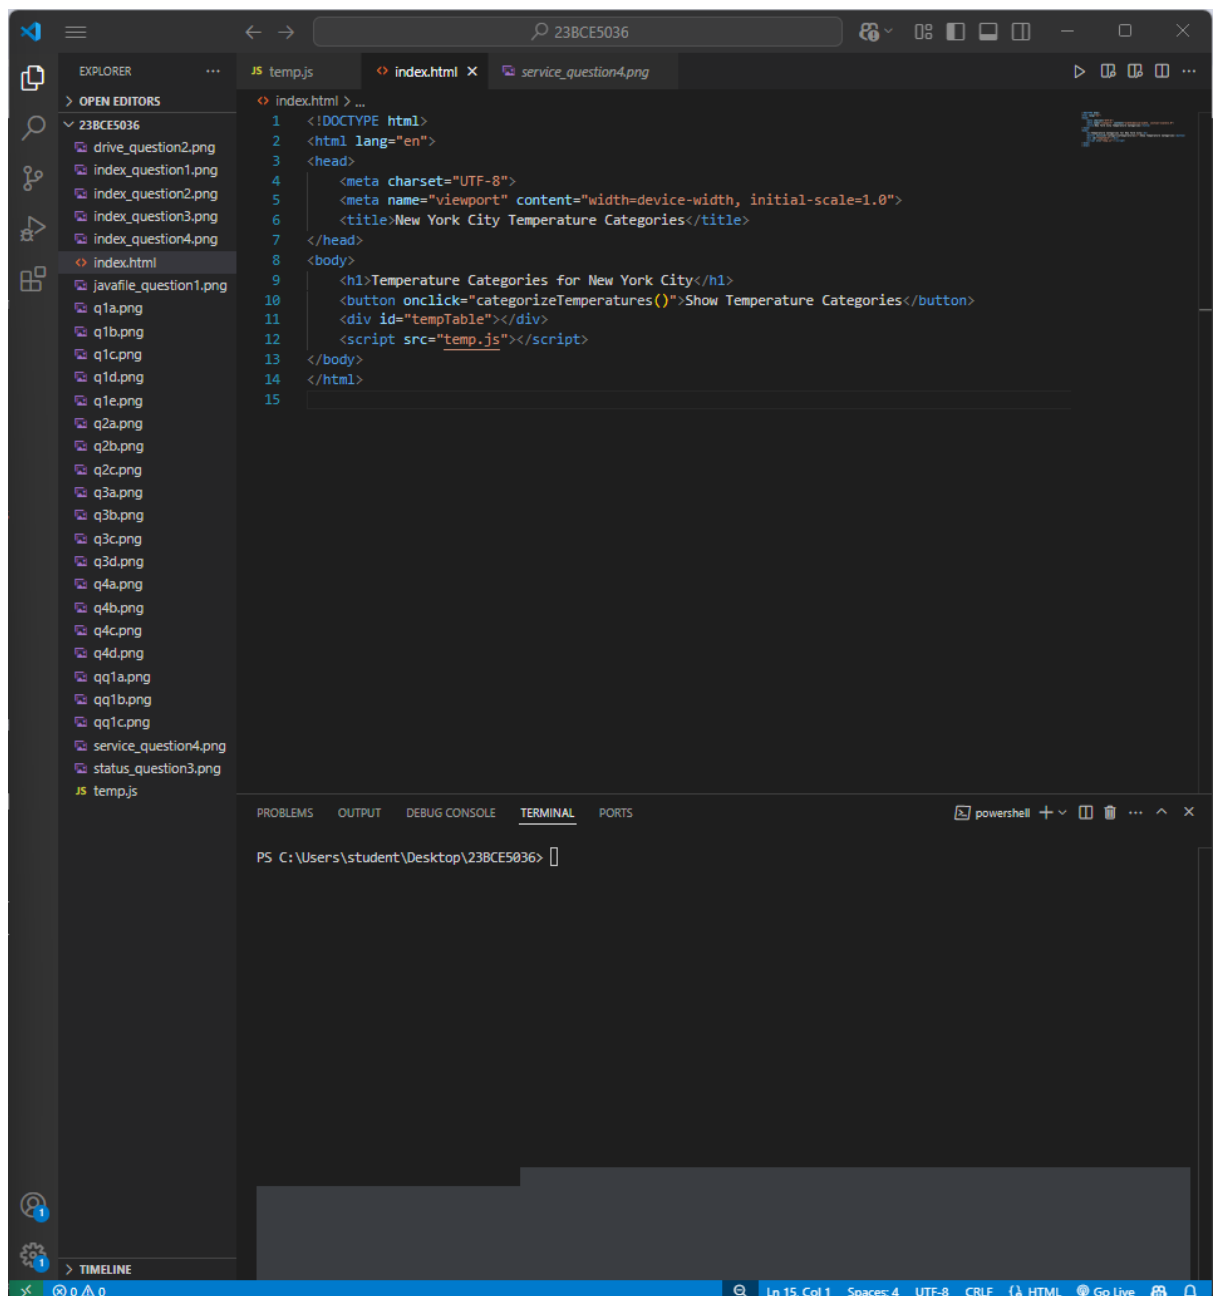 23BCE5036
EXPLORER ...
OPEN EDITORS
23BCE5036
drive_question2.png
index_question1.png
index_question2.png
index_question3.png
index_question4.png
index.html
javafile_question1.png
q1a.png
q1b.png
q1c.png
q1d.png
q1e.png
q2a.png
q2b.png
q2c.png
q3a.png
q3b.png
q3c.png
q3d.png
q4a.png
q4b.png
q4c.png
q4d.png
qq1a.png
qq1b.png
qq1c.png
service_question4.png
status_question3.png
JS temp.js
TIMELINE
JS temp.js index.html service_question4.png
index.html > ...
1 <!DOCTYPE html>
2 <html lang="en">
3 <head>
4 <meta charset="UTF-8">
5 <meta name="viewport" content="width=device-width, initial-scale=1.0">
6 <title>New York City Temperature Categories</title>
7 </head>
8 <body>
9 <h1>Temperature Categories for New York City</h1>
10 <button onclick="categorizeTemperatures()">Show Temperature Categories</button>
11 <div id="tempTable"></div>
12 <script src="temp.js"></script>
13 </body>
14 </html>
15
PROBLEMS OUTPUT DEBUG CONSOLE TERMINAL PORTS powershell
PS C:\Users\student\Desktop\23BCE5036>
1
1
0 0 Ln 15, Col 1 Spaces: 4 UTF-8 CRLF {} HTML Go Live